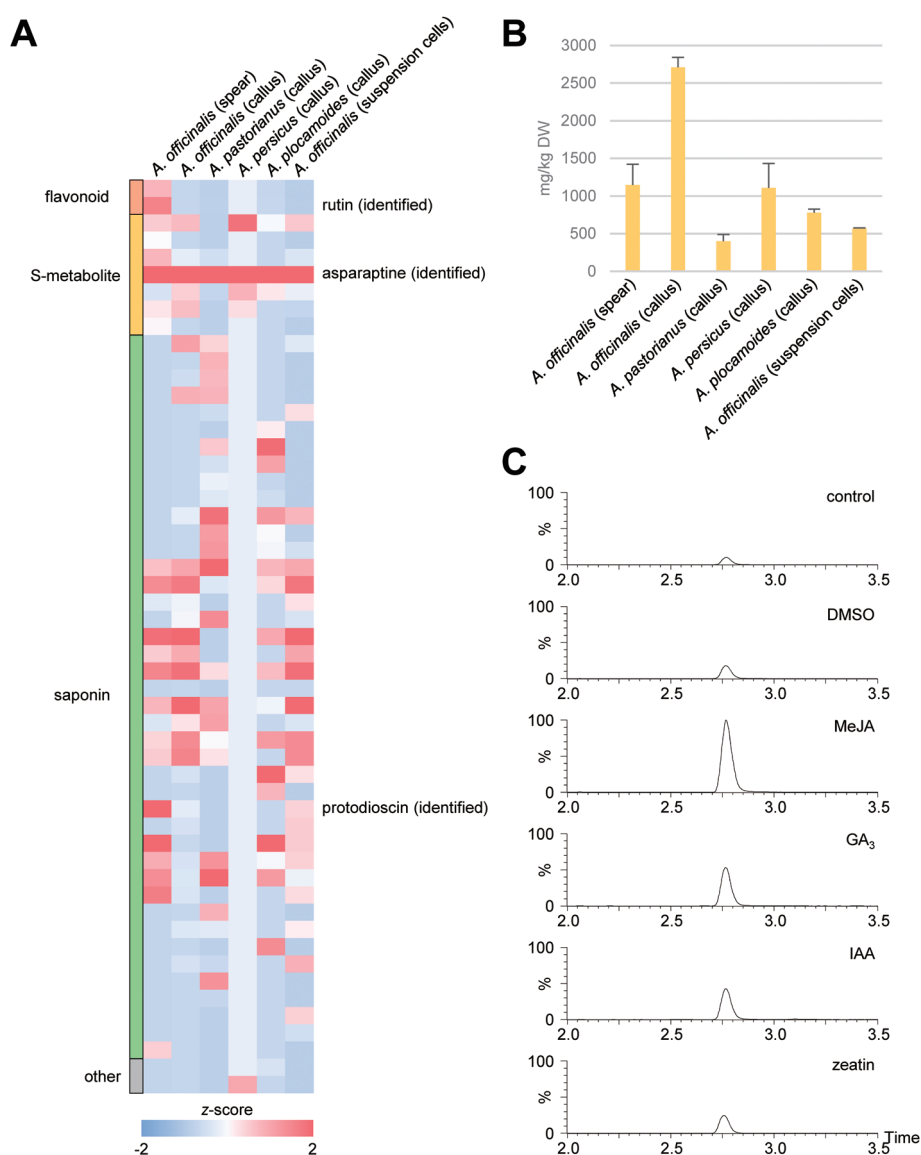 A
A. officinalis (spear)
A. officinalis (callus)
A. pastorianus (callus)
A. persicus (callus)
A. plocamoides (callus)
A. officinalis (suspension cells)
flavonoid
rutin (identified)
S-metabolite
asparaptine (identified)
saponin
protodioscin (identified)
other
z-score
-2 2
B
mg/kg DW
3000
2500
2000
1500
1000
500
0
A. officinalis (spear)
A. officinalis (callus)
A. pastorianus (callus)
A. persicus (callus)
A. plocamoides (callus)
A. officinalis (suspension cells)
C
control
100
%
0
2.0 2.5 3.0 3.5
DMSO
100
%
0
2.0 2.5 3.0 3.5
MeJA
100
%
0
2.0 2.5 3.0 3.5
GA3
100
%
0
2.0 2.5 3.0 3.5
IAA
100
%
0
2.0 2.5 3.0 3.5
zeatin
100
%
0
2.0 2.5 3.0 3.5 Time